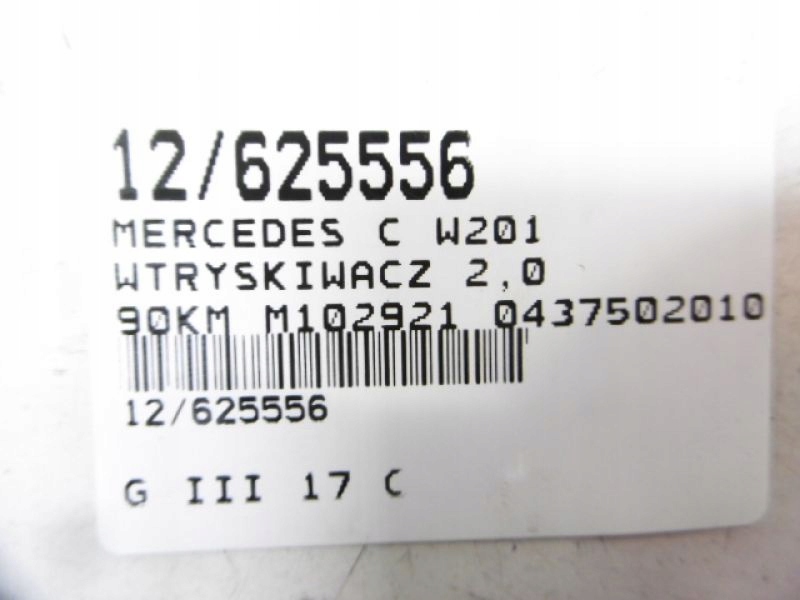 12/625556
MERCEDES C W201
WTRYSKIWACZ 2,0
90KM M102921 0437502010
12/625556
G III 17 C